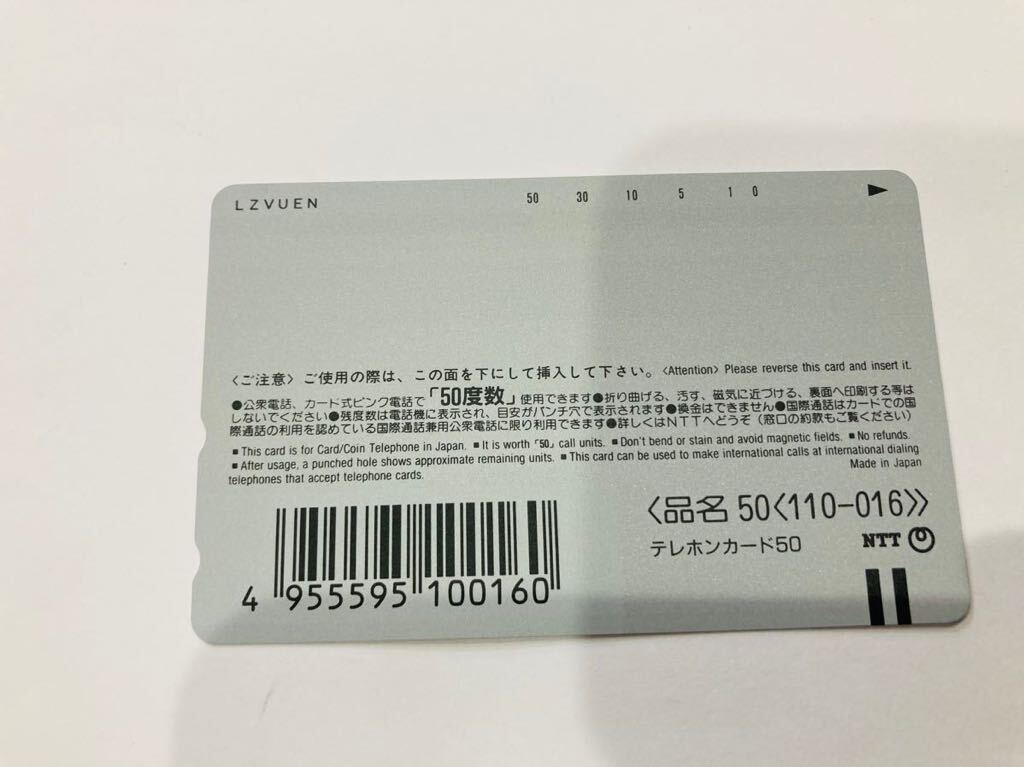 LZVUEN 50 30 10 5 1 0
〈ご注意〉ご使用の際は、この面を下にして挿入して下さい。〈Attention〉Please reverse this card and insert it.
●公衆電話、カード式ピンク電話で「50度数」使用できます●折り曲げる、汚す、磁気に近づける、裏面へ印刷する等は
しないでください●残度数は電話機に表示され、目安がパンチ穴で表示されます●換金はできません●国際通話はカードでの国
際通話の利用を認めている国際通話兼用公衆電話に限り利用できます●詳しくはNTTへどうぞ（窓口の約款もご覧ください）
■This card is for Card/Coin Telephone in Japan. ■It is worth「50」call units. ■Don't bend or stain and avoid magnetic fields. ■No refunds.
■After usage, a punched hole shows approximate remaining units. ■This card can be used to make international calls at international dialing
telephones that accept telephone cards. Made in Japan
〈品名 50〈110-016〉〉
テレホンカード50 NTT
4 955595 100160